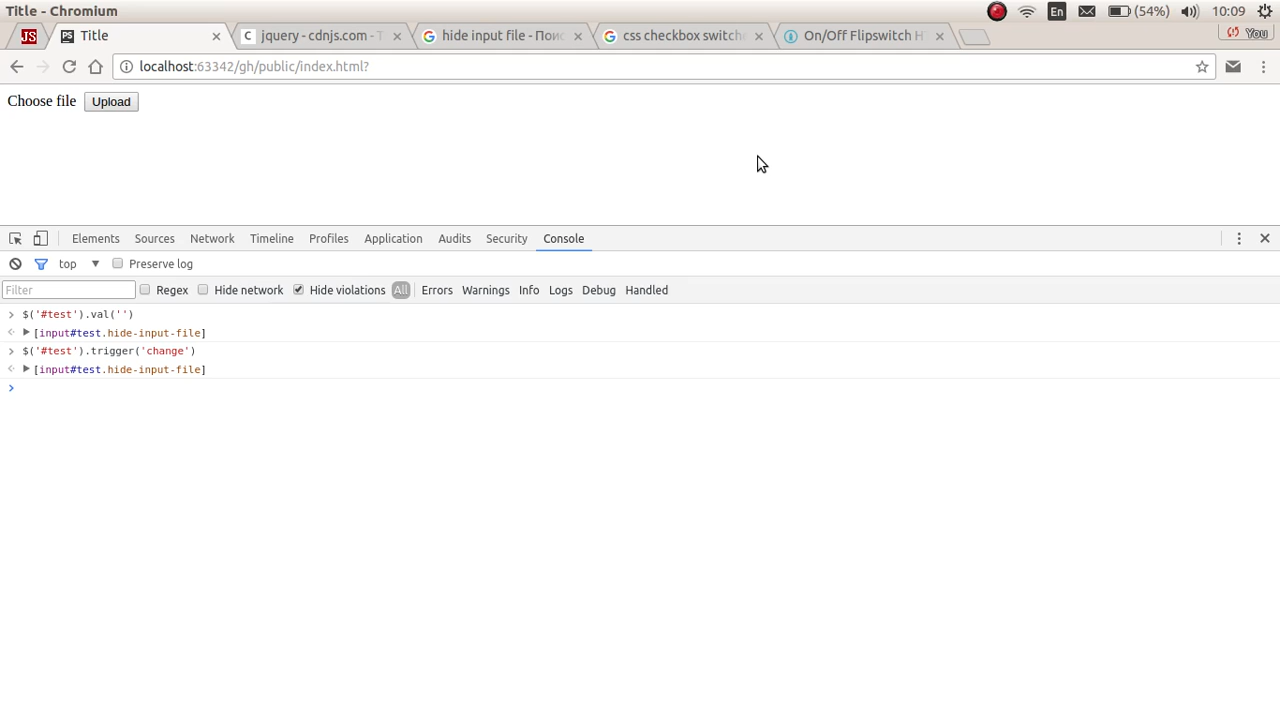 Title - Chromium
En
(54%)
10:09
JS
PS Title
C jquery - cdnjs.com - T
G hide input file - Поис
G css checkbox switche
On/Off Flipswitch H
You
localhost:63342/gh/public/index.html?
Choose file Upload
Elements Sources Network Timeline Profiles Application Audits Security Console
top Preserve log
Filter Regex Hide network Hide violations All Errors Warnings Info Logs Debug Handled
> $('#test').val('')
[input#test.hide-input-file]
> $('#test').trigger('change')
[input#test.hide-input-file]
>